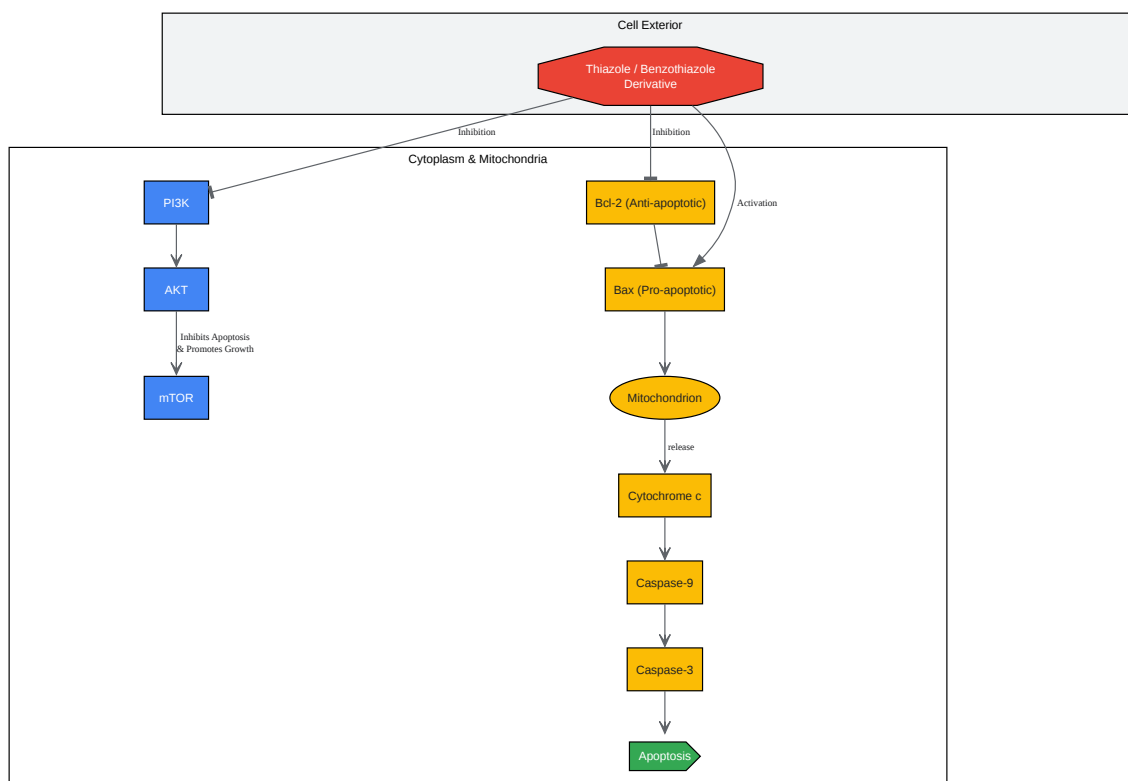 Cell Exterior
Thiazole / Benzothiazole
Derivative
Inhibition
Inhibition
Cytoplasm & Mitochondria
PI3K
Bcl-2 (Anti-apoptotic)
Activation
AKT
Bax (Pro-apoptotic)
Inhibits Apoptosis
& Promotes Growth
mTOR
Mitochondrion
release
Cytochrome c
Caspase-9
Caspase-3
Apoptosis